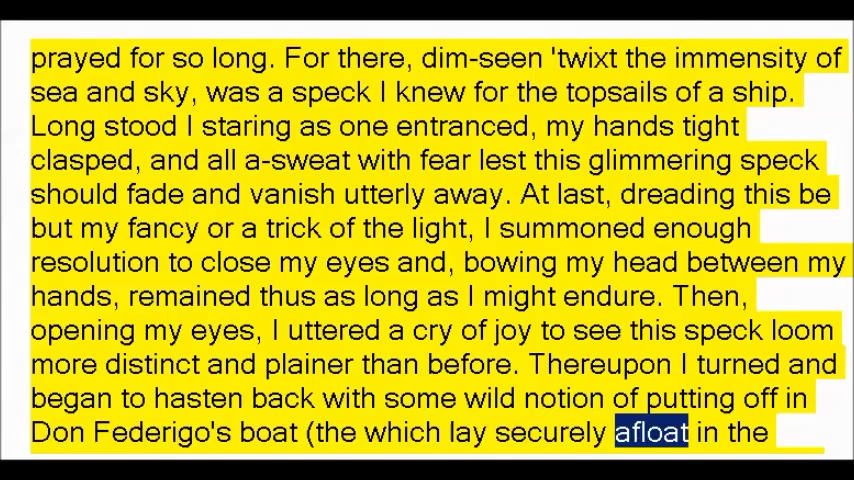 prayed for so long. For there, dim-seen 'twixt the immensity of
sea and sky, was a speck I knew for the topsails of a ship.
Long stood I staring as one entranced, my hands tight
clasped, and all a-sweat with fear lest this glimmering speck
should fade and vanish utterly away. At last, dreading this be
but my fancy or a trick of the light, I summoned enough
resolution to close my eyes and, bowing my head between my
hands, remained thus as long as I might endure. Then,
opening my eyes, I uttered a cry of joy to see this speck loom
more distinct and plainer than before. Thereupon I turned and
began to hasten back with some wild notion of putting off in
Don Federigo's boat (the which lay securely afloat in the